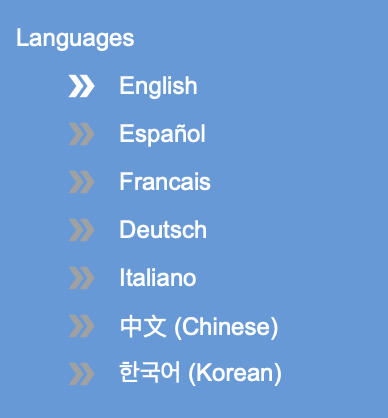 Languages
English
Español
Francais
Deutsch
Italiano
中文 (Chinese)
한국어 (Korean)